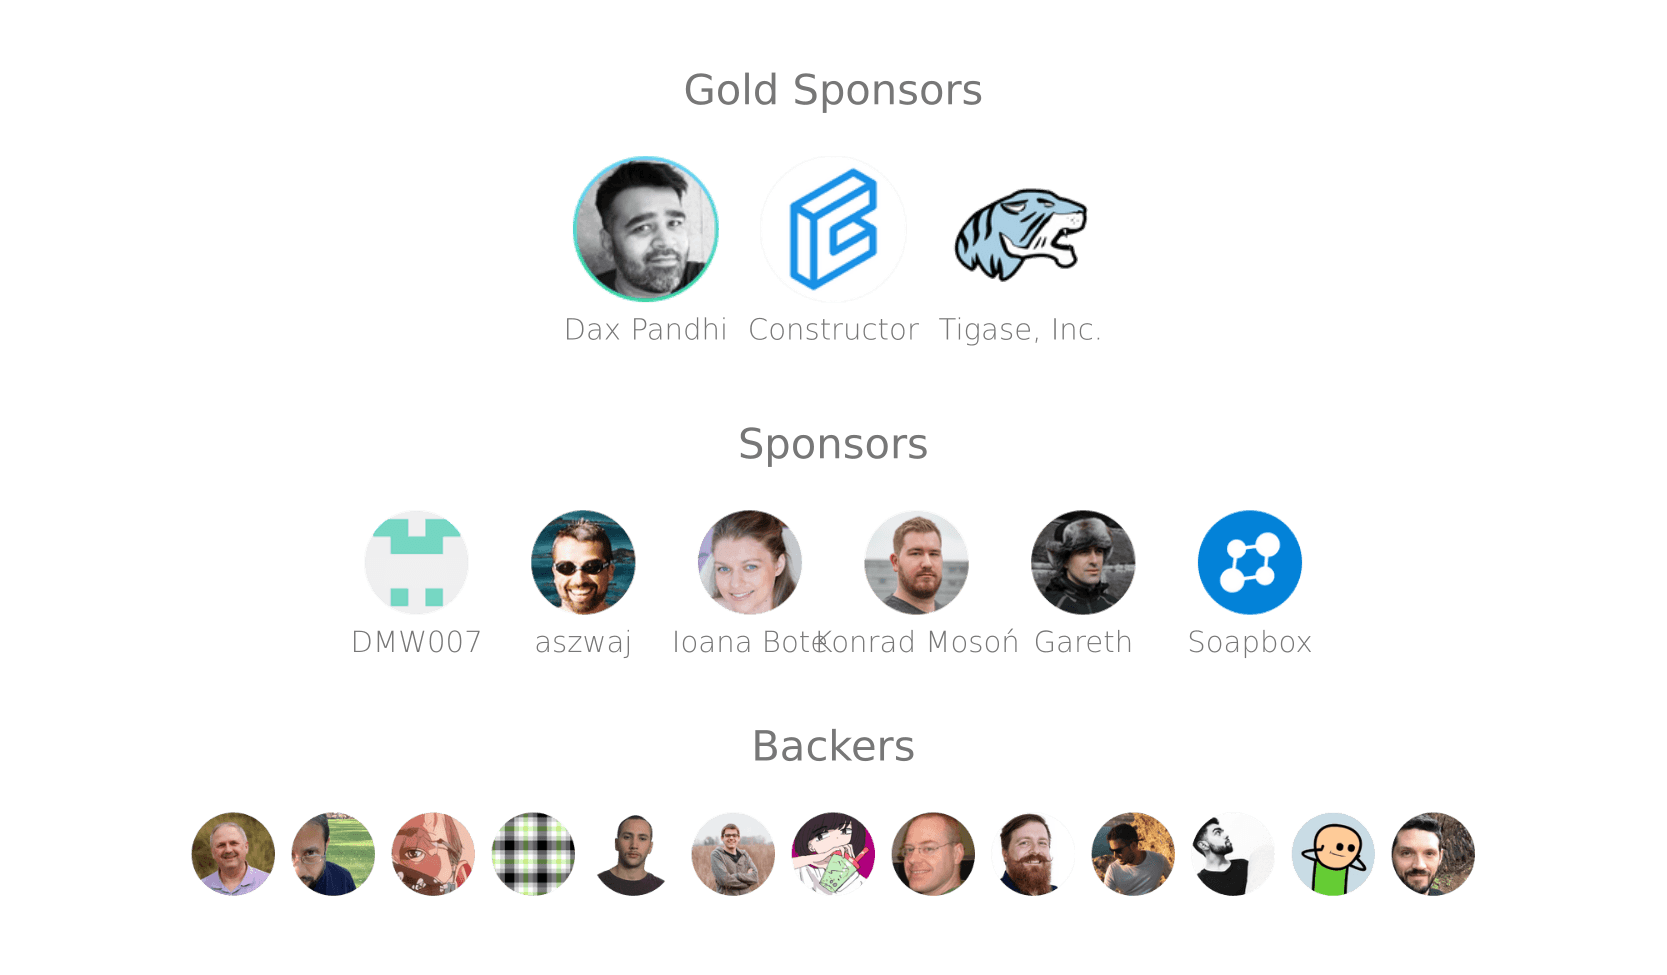 Gold Sponsors
Dax Pandhi Constructor Tigase, Inc.
Sponsors
DMW007 aszwaj Ioana Bote Konrad Mosoń Gareth Soapbox
Backers